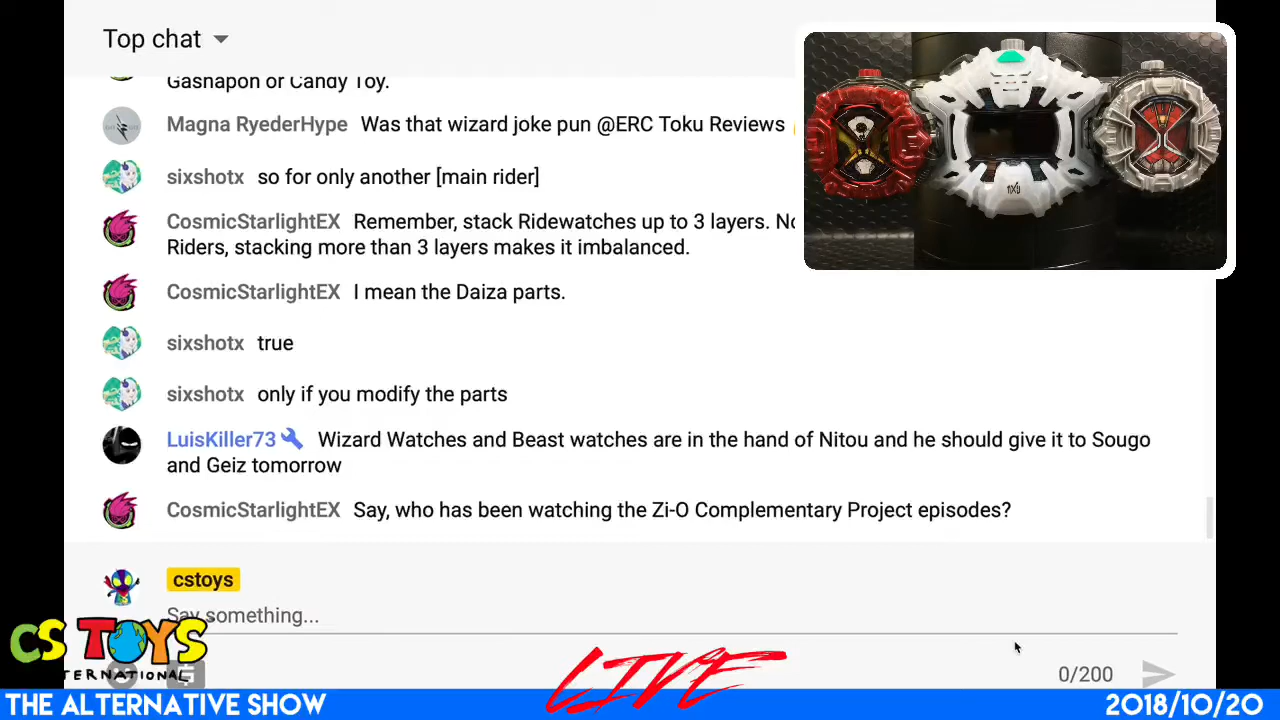 Top chat
Gashapon or Candy Toy.
Magna RyederHype Was that wizard joke pun @ERC Toku Reviews
sixshotx so for only another [main rider]
CosmicStarlightEX Remember, stack Ridewatches up to 3 layers. No
Riders, stacking more than 3 layers makes it imbalanced.
CosmicStarlightEX I mean the Daiza parts.
sixshotx true
sixshotx only if you modify the parts
LuisKiller73 Wizard Watches and Beast watches are in the hand of Nitou and he should give it to Sougo
and Geiz tomorrow
CosmicStarlightEX Say, who has been watching the Zi-O Complementary Project episodes?
cstoys
Say something...
CS TOYS
INTERNATIONAL
LIVE
0/200
THE ALTERNATIVE SHOW
2018/10/20